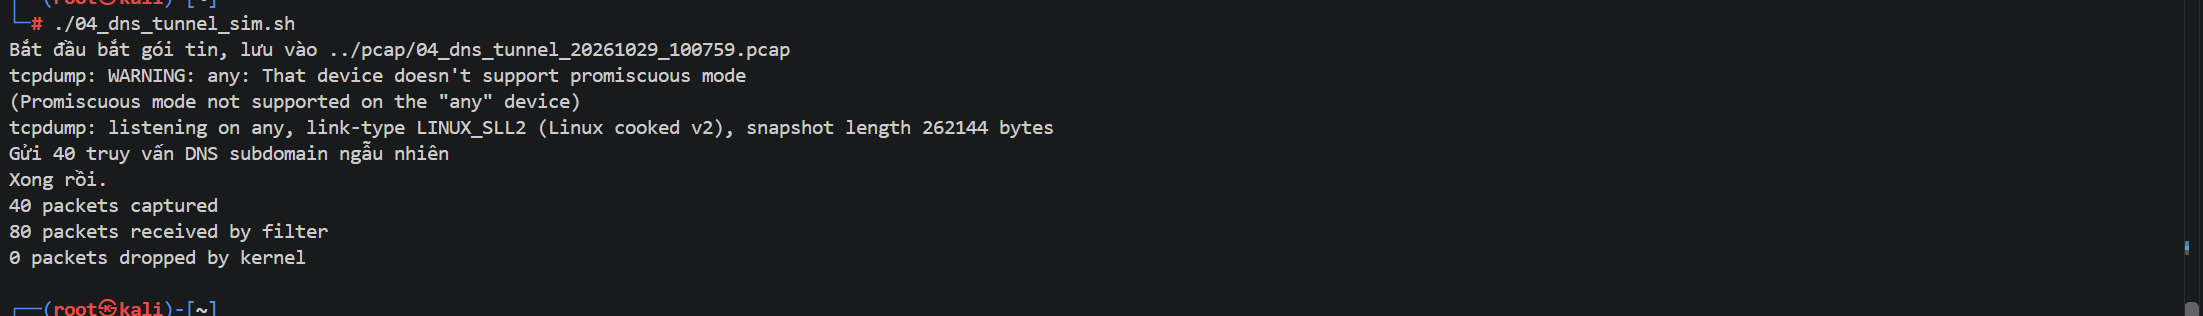 (root㉿kali)-[~]
└─# ./04_dns_tunnel_sim.sh
Bắt đầu bắt gói tin, lưu vào ../pcap/04_dns_tunnel_20261029_100759.pcap
tcpdump: WARNING: any: That device doesn't support promiscuous mode
(Promiscuous mode not supported on the "any" device)
tcpdump: listening on any, link-type LINUX_SLL2 (Linux cooked v2), snapshot length 262144 bytes
Gửi 40 truy vấn DNS subdomain ngẫu nhiên
Xong rồi.
40 packets captured
80 packets received by filter
0 packets dropped by kernel
┌──(root㉿kali)-[~]